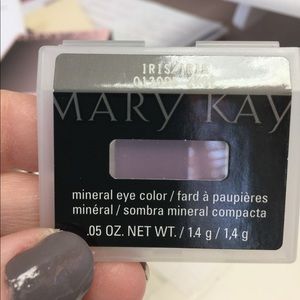 IRIS/IRIS
MARY KAY
mineral eye color / fard à paupières
minéral / sombra mineral compacta
.05 OZ. NET WT. / 1.4 g / 1,4 g